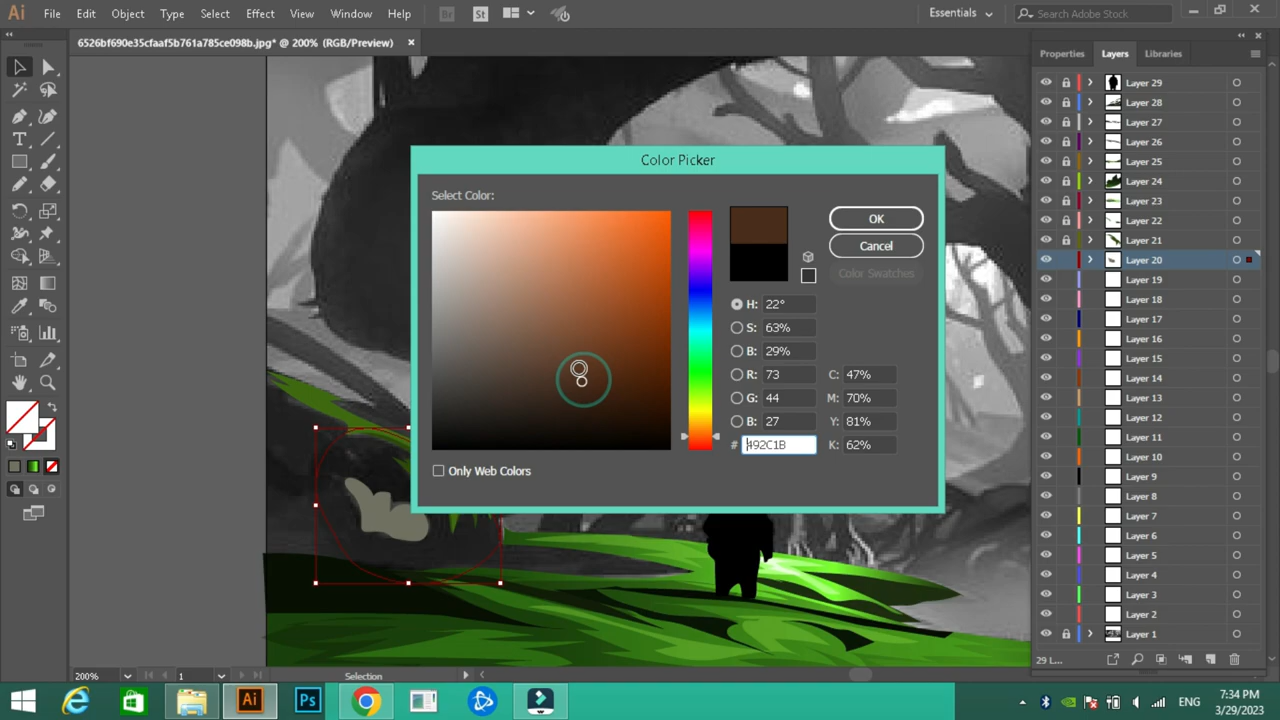 Ai File Edit Object Type Select Effect View Window Help Br St Essentials Search Adobe Stock
6526bf690e35cfaaf5b761a785ce098b.jpg* @ 200% (RGB/Preview) ×
Properties Layers Libraries
Layer 29
Layer 28
Layer 27
Layer 26
Layer 25
Layer 24
Layer 23
Layer 22
Layer 21
Layer 20
Layer 19
Layer 18
Layer 17
Layer 16
Layer 15
Layer 14
Layer 13
Layer 12
Layer 11
Layer 10
Layer 9
Layer 8
Layer 7
Layer 6
Layer 5
Layer 4
Layer 3
Layer 2
Layer 1
29 L...
Color Picker
Select Color:
OK
Cancel
Color Swatches
H: 22°
S: 63%
B: 29%
R: 73 C: 47%
G: 44 M: 70%
B: 27 Y: 81%
# 492C1B K: 62%
Only Web Colors
200% 1 Selection
Ai Ps ENG
7:34 PM
3/29/2023